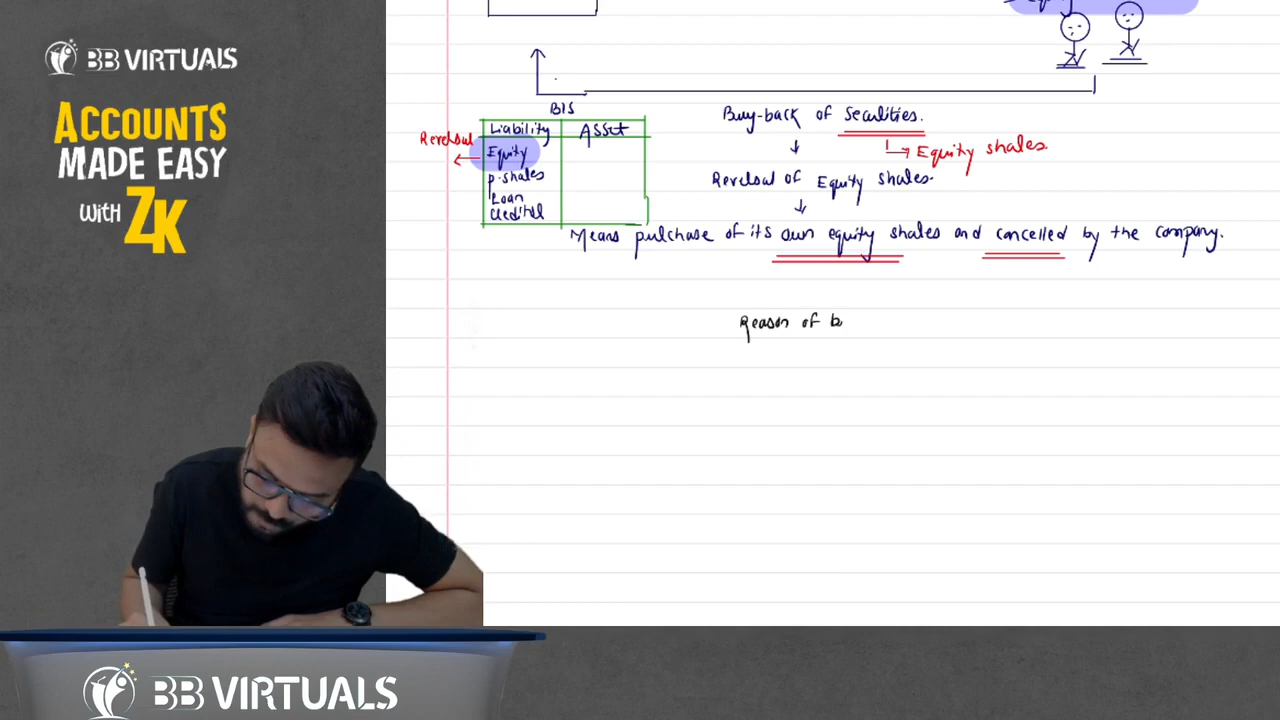 BB VIRTUALS
ACCOUNTS
MADE EASY
with ZK
B/S
Liability Asset
Reversal
Equity
P. shares
Loan
Creditor
Buy-back of Securities.
Equity shares
Reversal of Equity shares.
Means purchase of its own equity shares and cancelled by the company.
Reason of b
BB VIRTUALS